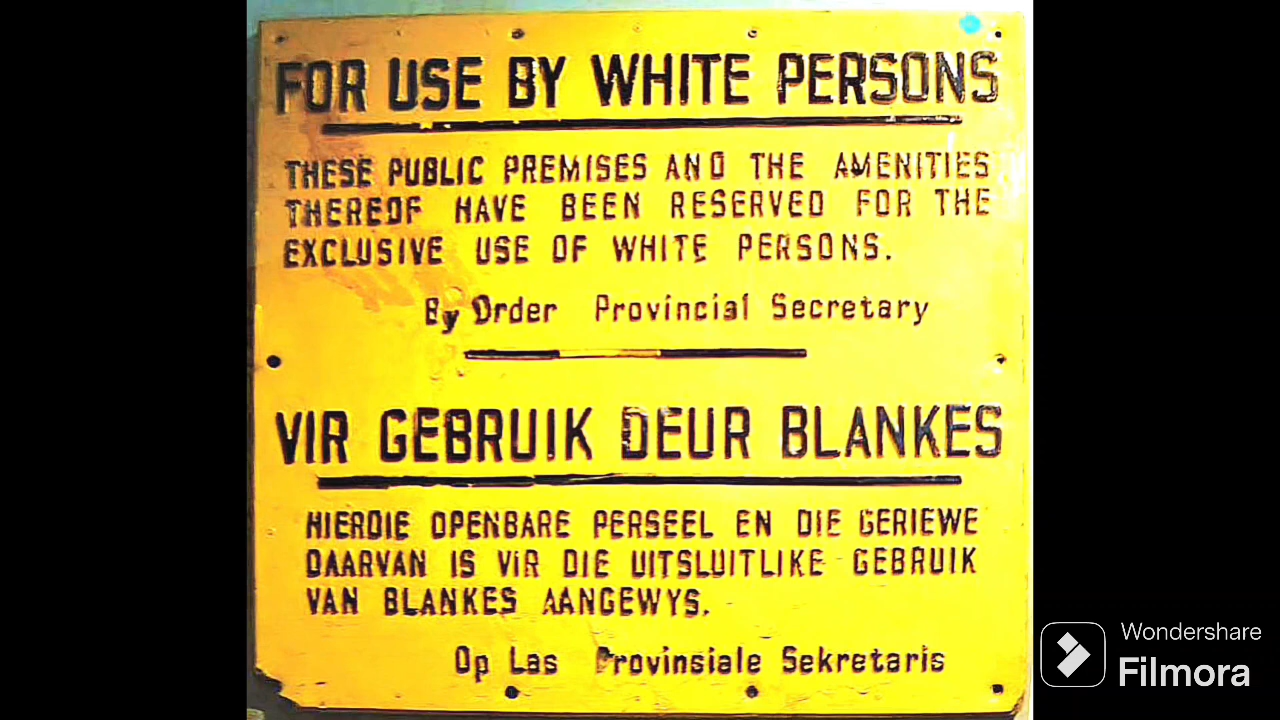 FOR USE BY WHITE PERSONS
THESE PUBLIC PREMISES AND THE AMENITIES
THEREOF HAVE BEEN RESERVED FOR THE
EXCLUSIVE USE OF WHITE PERSONS.
By Order Provincial Secretary
VIR GEBRUIK DEUR BLANKES
HIERDIE OPENBARE PERSEEL EN DIE GERIEWE
DAARVAN IS VIR DIE UITSLUITLIKE GEBRUIK
VAN BLANKES AANGEWYS.
Op Las Provinsiale Sekretaris
Wondershare
Filmora